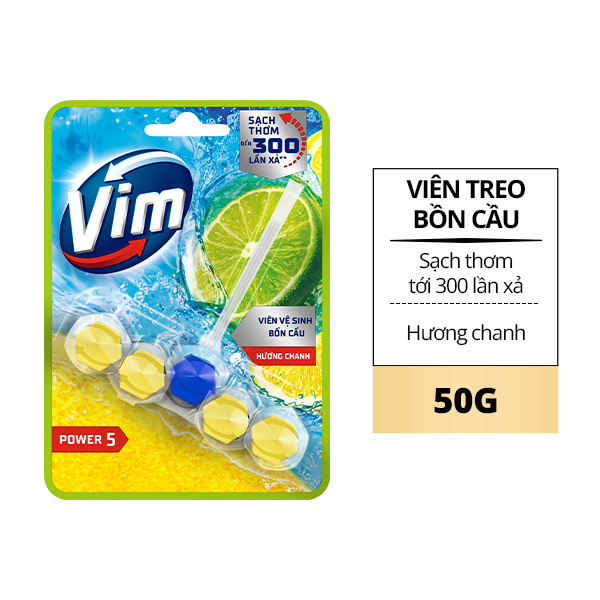 SẠCH
THƠM
ĐẾN 300
LẦN XẢ**
Vim
VIÊN VỆ SINH
BỒN CẦU
HƯƠNG CHANH
POWER 5
VIÊN TREO
BỒN CẦU
Sạch thơm
tới 300 lần xả
Hương chanh
50G